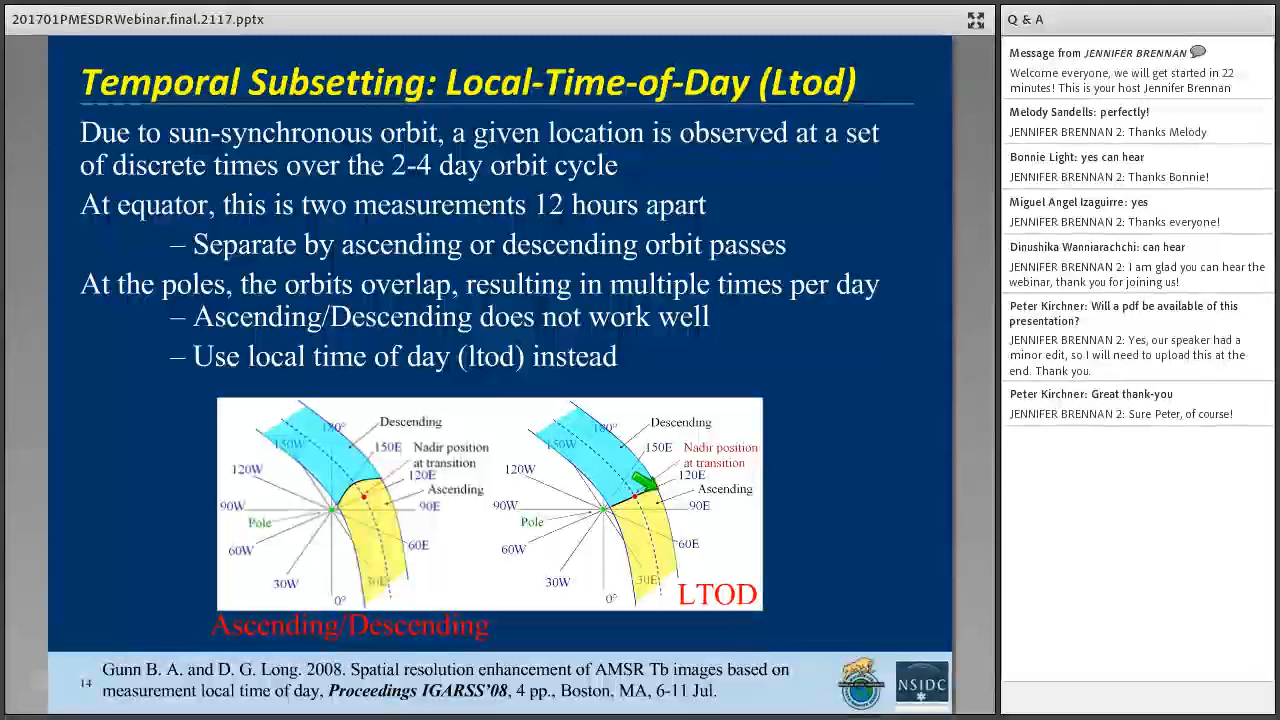 201701PMESDRWebinar.final.2117.pptx
Temporal Subsetting: Local-Time-of-Day (Ltod)
Due to sun-synchronous orbit, a given location is observed at a set
of discrete times over the 2-4 day orbit cycle
At equator, this is two measurements 12 hours apart
– Separate by ascending or descending orbit passes
At the poles, the orbits overlap, resulting in multiple times per day
– Ascending/Descending does not work well
– Use local time of day (ltod) instead
180°
Descending
150W
150E
Nadir position
at transition
120W
120E
Ascending
90W
90E
Pole
60W
60E
30W
30E
0°
180°
Descending
150W
150E
Nadir position
at transition
120W
120E
Ascending
90W
90E
Pole
60W
60E
30W
30E
0°
LTOD
Ascending/Descending
14
Gunn B. A. and D. G. Long. 2008. Spatial resolution enhancement of AMSR Tb images based on
measurement local time of day, Proceedings IGARSS'08, 4 pp., Boston, MA, 6-11 Jul.
NSIDC
Q & A
Message from JENNIFER BRENNAN
Welcome everyone, we will get started in 22
minutes! This is your host Jennifer Brennan
Melody Sandells: perfectly!
JENNIFER BRENNAN 2: Thanks Melody
Bonnie Light: yes can hear
JENNIFER BRENNAN 2: Thanks Bonnie!
Miguel Angel Izaguirre: yes
JENNIFER BRENNAN 2: Thanks everyone!
Dinushika Wanniarachchi: can hear
JENNIFER BRENNAN 2: I am glad you can hear the
webinar, thank you for joining us!
Peter Kirchner: Will a pdf be available of this
presentation?
JENNIFER BRENNAN 2: Yes, our speaker had a
minor edit, so I will need to upload this at the
end. Thank you.
Peter Kirchner: Great thank-you
JENNIFER BRENNAN 2: Sure Peter, of course!